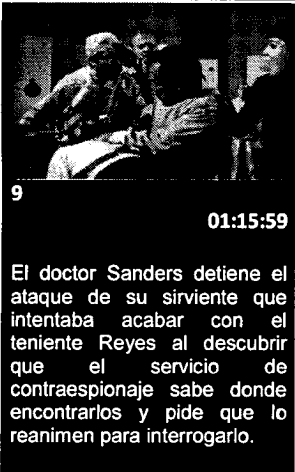 9
01:15:59
El doctor Sanders detiene el
ataque de su sirviente que
intentaba acabar con el
teniente Reyes al descubrir
que el servicio de
contraespionaje sabe donde
encontrarlos y pide que lo
reanimen para interrogarlo.